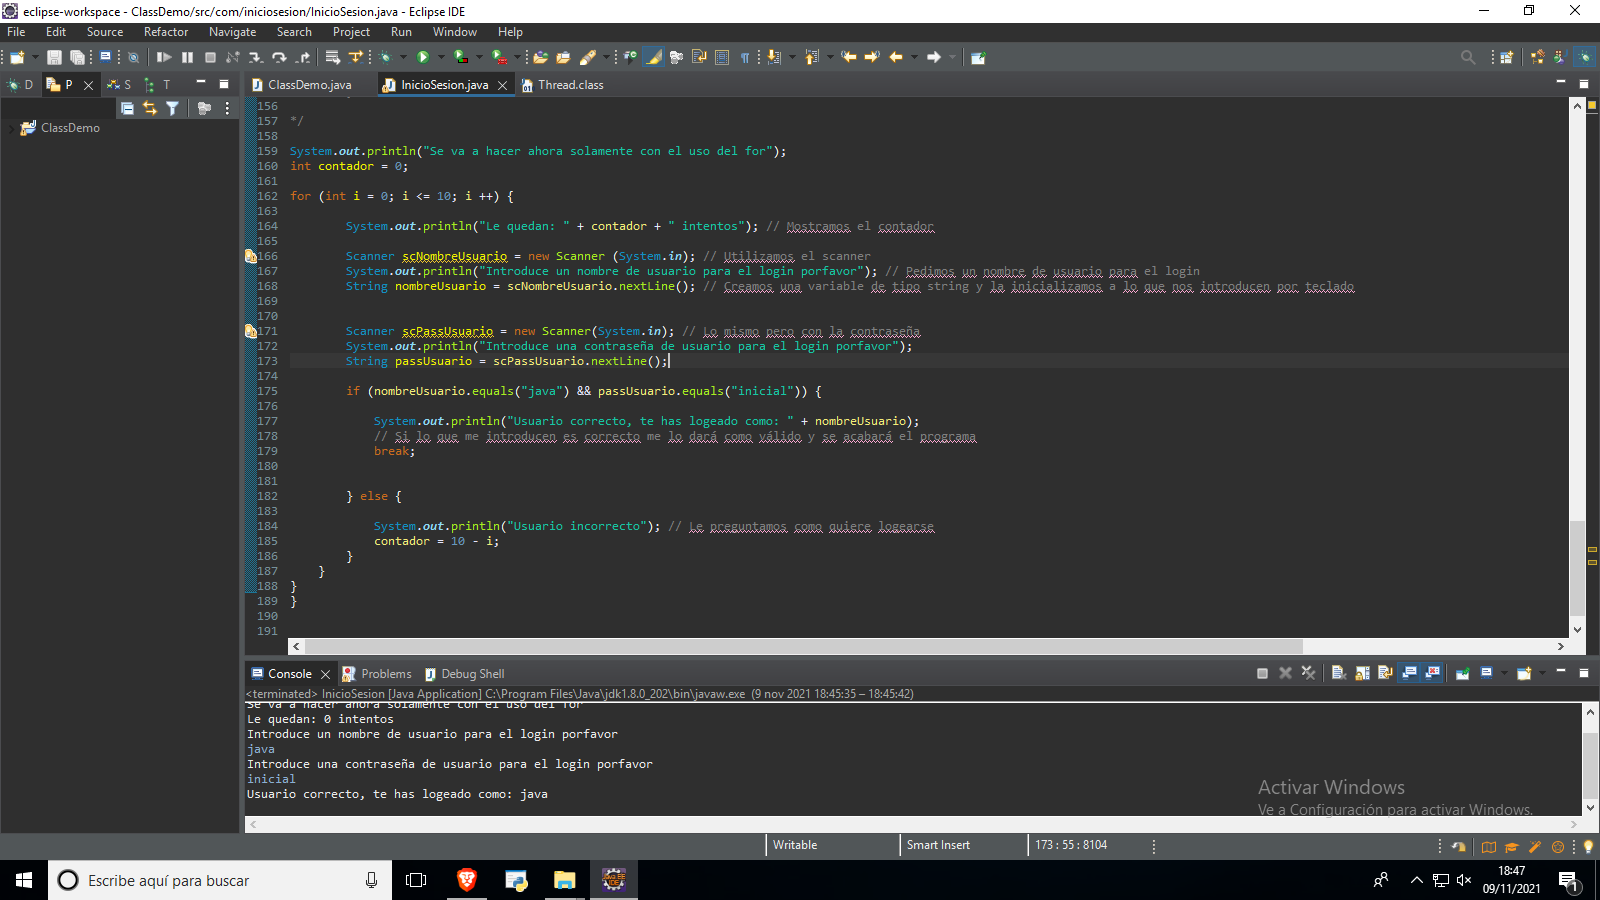 eclipse-workspace - ClassDemo/src/com/iniciosesion/InicioSesion.java - Eclipse IDE
File Edit Source Refactor Navigate Search Project Run Window Help
D P S T
ClassDemo.java InicioSesion.java Thread.class
ClassDemo
156
157 */
158
159 System.out.println("Se va a hacer ahora solamente con el uso del for");
160 int contador = 0;
161
162 for (int i = 0; i <= 10; i ++) {
163
164 System.out.println("Le quedan: " + contador + " intentos"); // Mostramos el contador
165
166 Scanner scNombreUsuario = new Scanner (System.in); // Utilizamos el scanner
167 System.out.println("Introduce un nombre de usuario para el login porfavor"); // Pedimos un nombre de usuario para el login
168 String nombreUsuario = scNombreUsuario.nextLine(); // Creamos una variable de tipo string y la inicializamos a lo que nos introducen por teclado
169
170
171 Scanner scPassUsuario = new Scanner(System.in); // Lo mismo pero con la contraseña
172 System.out.println("Introduce una contraseña de usuario para el login porfavor");
173 String passUsuario = scPassUsuario.nextLine();
174
175 if (nombreUsuario.equals("java") && passUsuario.equals("inicial")) {
176
177 System.out.println("Usuario correcto, te has logeado como: " + nombreUsuario);
178 // Si lo que me introducen es correcto me lo dará como válido y se acabará el programa
179 break;
180
181
182 } else {
183
184 System.out.println("Usuario incorrecto"); // Le preguntamos como quiere logearse
185 contador = 10 - i;
186 }
187 }
188 }
189 }
190
191
Console Problems Debug Shell
<terminated> InicioSesion [Java Application] C:\Program Files\Java\jdk1.8.0_202\bin\javaw.exe (9 nov 2021 18:45:35 – 18:45:42)
Se va a hacer ahora solamente con el uso del for
Le quedan: 0 intentos
Introduce un nombre de usuario para el login porfavor
java
Introduce una contraseña de usuario para el login porfavor
inicial
Usuario correcto, te has logeado como: java
Activar Windows
Ve a Configuración para activar Windows.
Writable Smart Insert 173 : 55 : 8104
Escribe aquí para buscar
18:47
09/11/2021
1